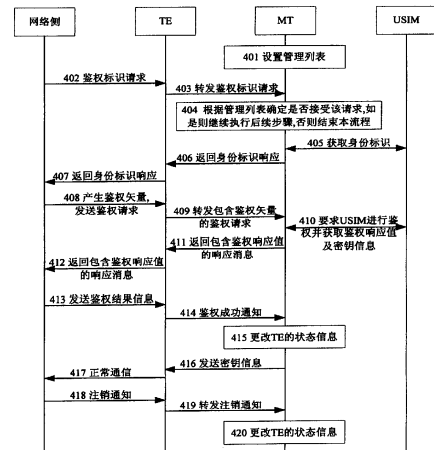 网络侧
TE
MT
USIM
401 设置管理列表
402 鉴权标识请求
403 转发鉴权标识请求
404 根据管理列表确定是否接受该请求,如
是则继续执行后续步骤,否则结束本流程
405 获取身份标识
406 返回身份标识响应
407 返回身份标识响应
408 产生鉴权矢量,
发送鉴权请求
409 转发包含鉴权矢量
的鉴权请求
410 要求USIM进行鉴
权并获取鉴权响应值
及密钥信息
411 返回包含鉴权响应值
的响应消息
412 返回包含鉴权响应值
的响应消息
413 发送鉴权结果信息
414 鉴权成功通知
415 更改TE的状态信息
416 发送密钥信息
417 正常通信
418 注销通知
419 转发注销通知
420 更改TE的状态信息